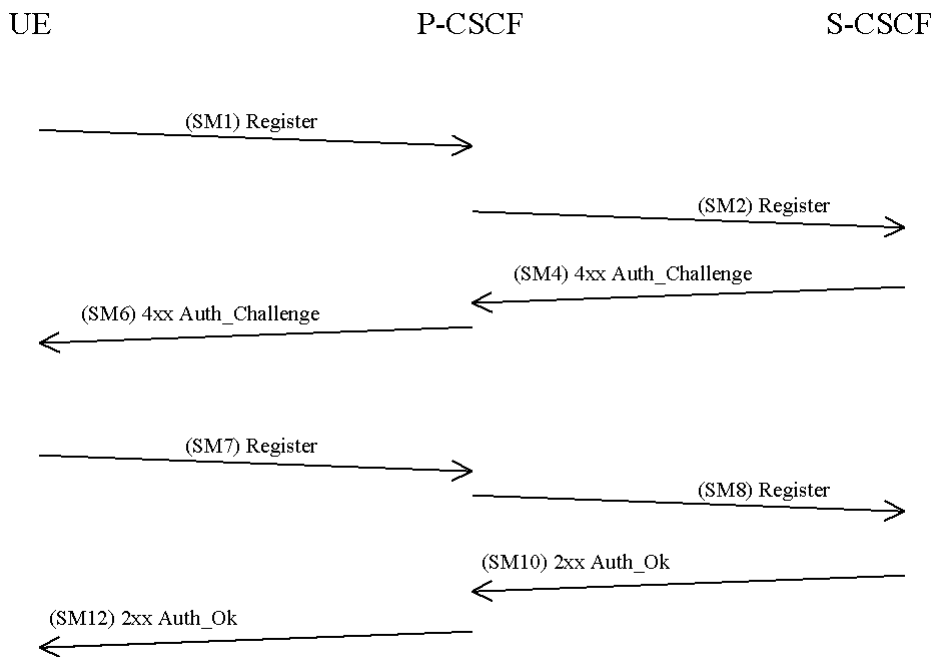 UE P-CSCF S-CSCF
(SM1) Register
(SM2) Register
(SM4) 4xx Auth_Challenge
(SM6) 4xx Auth_Challenge
(SM7) Register
(SM8) Register
(SM10) 2xx Auth_Ok
(SM12) 2xx Auth_Ok